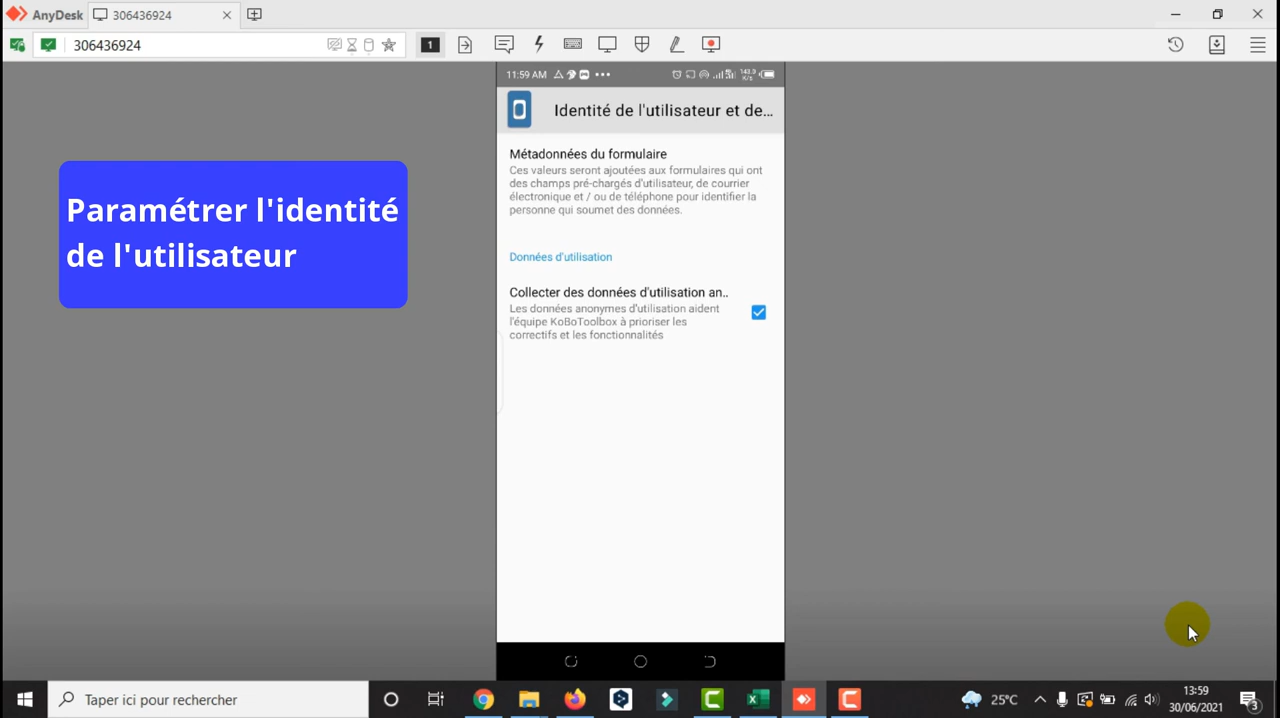 AnyDesk
306436924
306436924
1
11:59 AM
143.9
K/s
Identité de l'utilisateur et de...
Métadonnées du formulaire
Ces valeurs seront ajoutées aux formulaires qui ont
des champs pré-chargés d'utilisateur, de courrier
électronique et / ou de téléphone pour identifier la
personne qui soumet des données.
Données d'utilisation
Collecter des données d'utilisation an..
Les données anonymes d'utilisation aident
l'équipe KoBoToolbox à prioriser les
correctifs et les fonctionnalités
Paramétrer l'identité
de l'utilisateur
Taper ici pour rechercher
25°C
13:59
30/06/2021
3